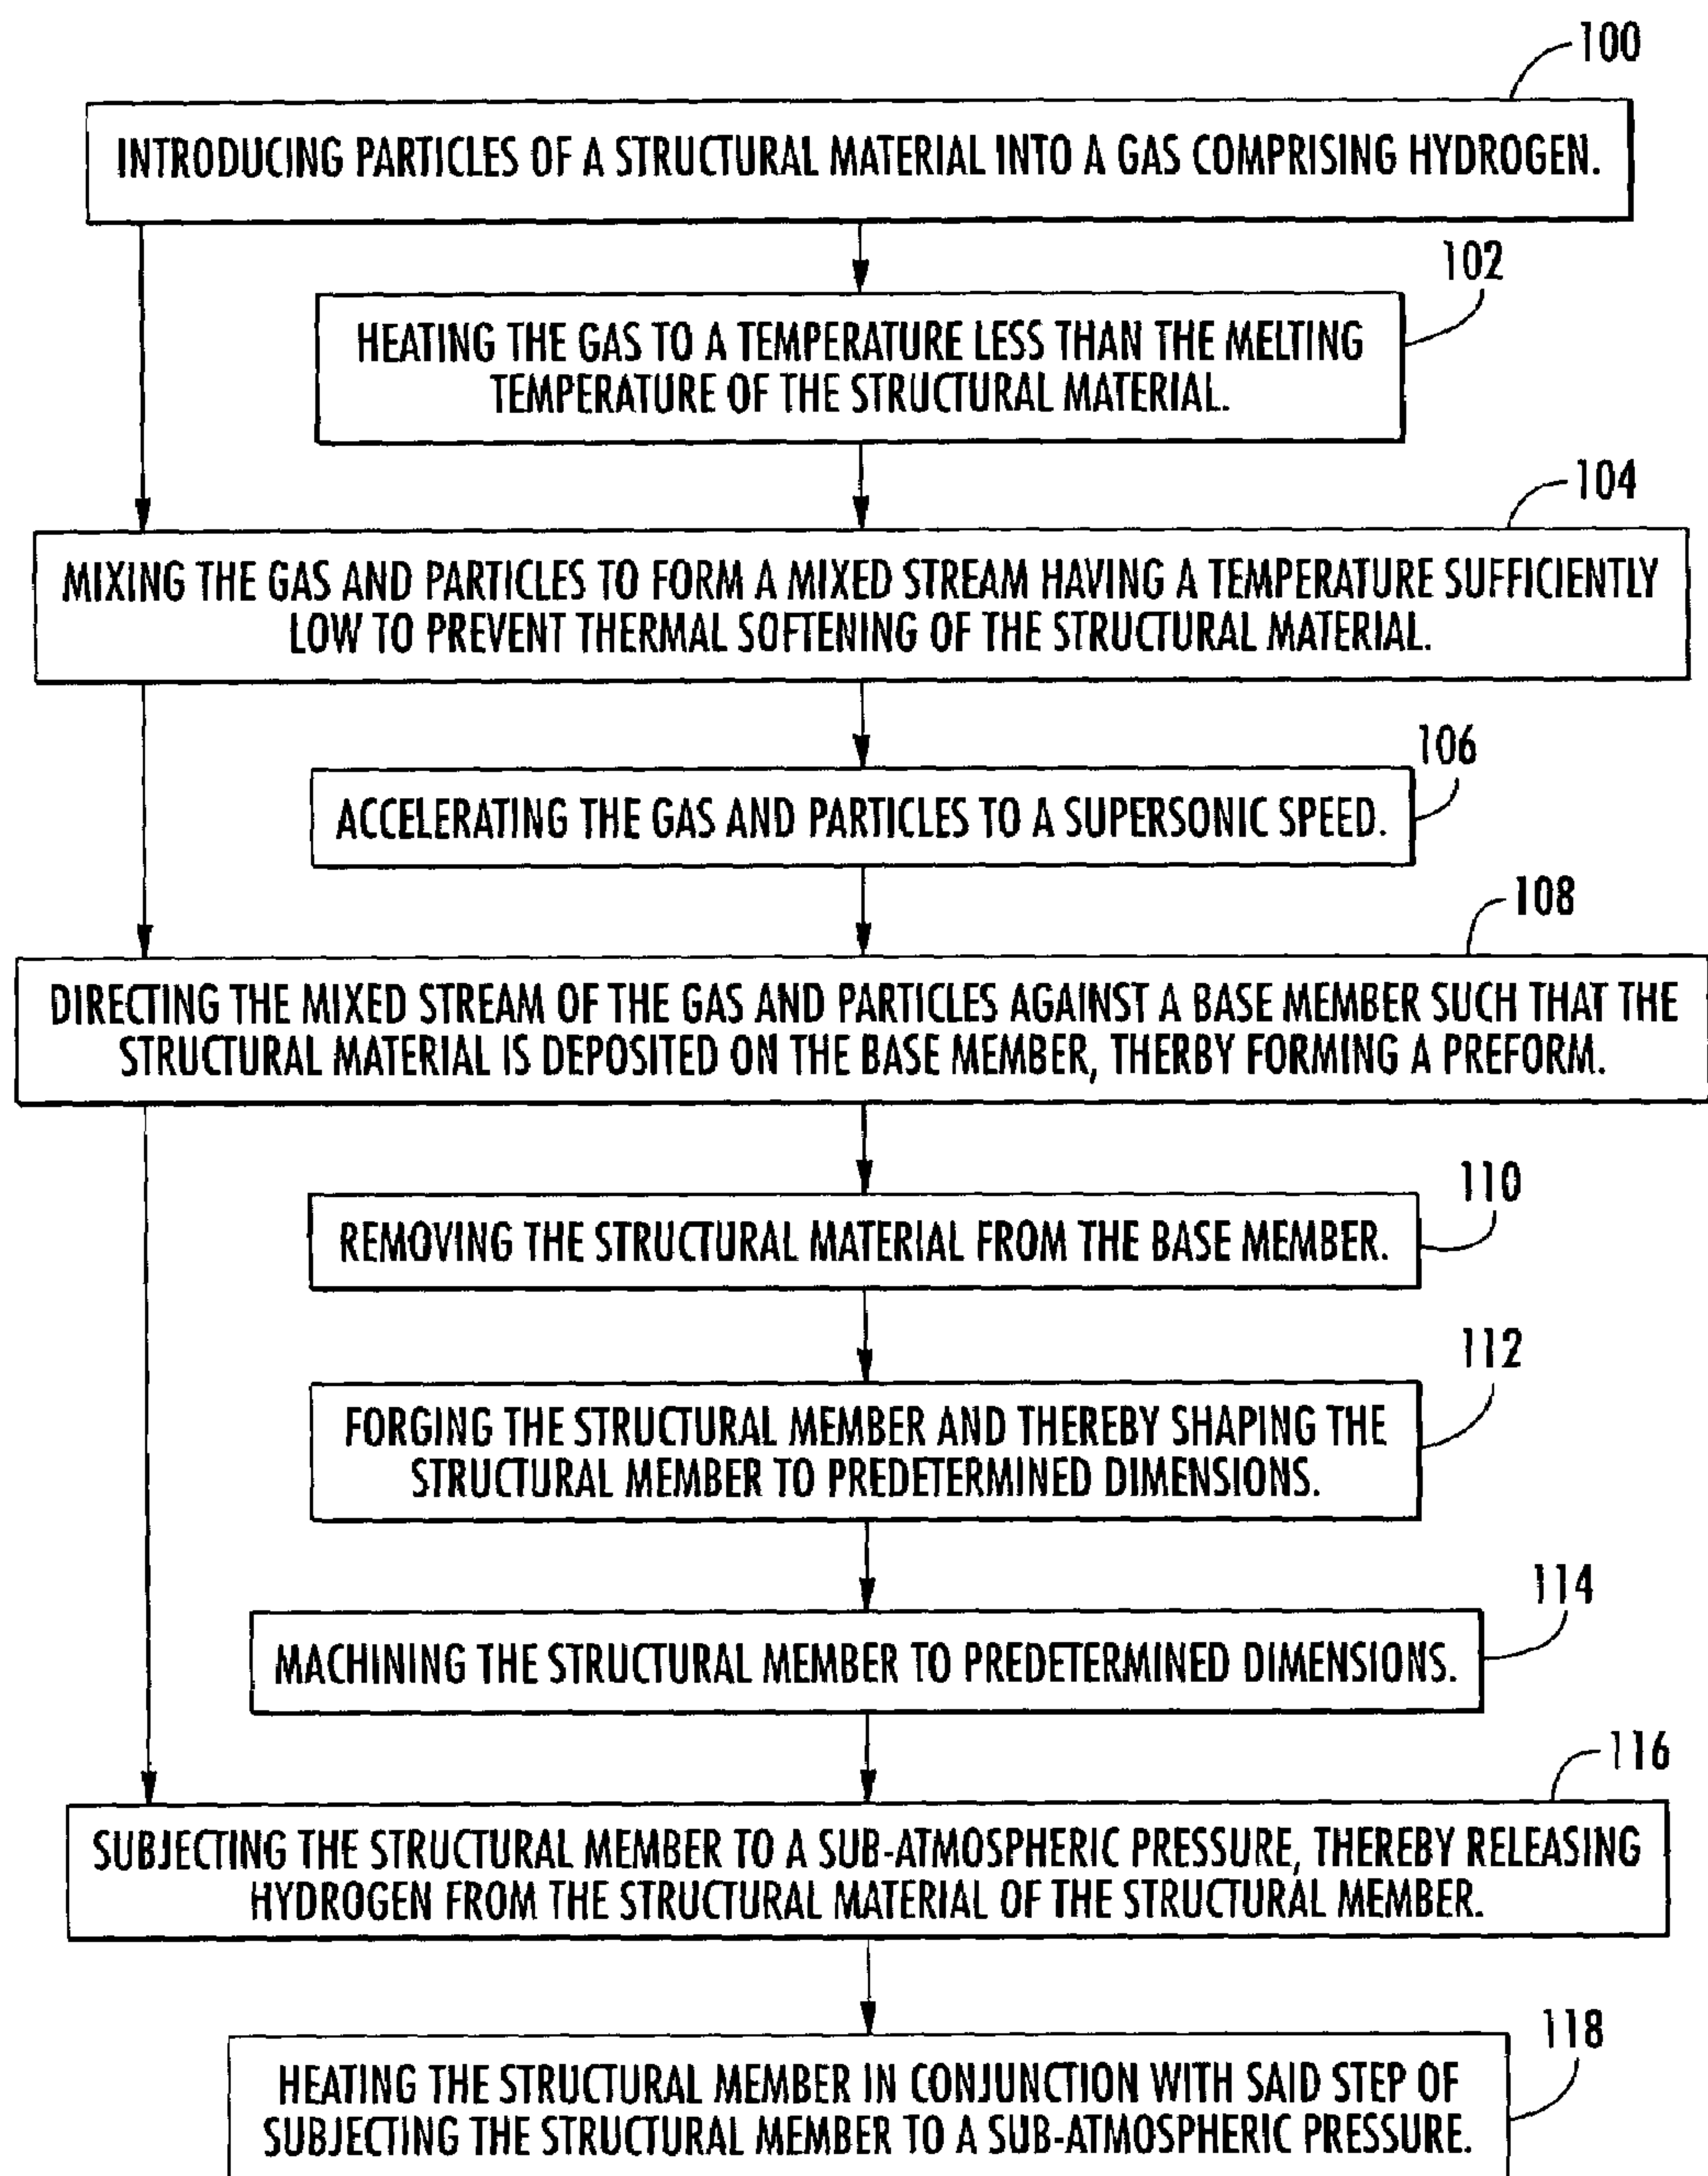 100
INTRODUCING PARTICLES OF A STRUCTURAL MATERIAL INTO A GAS COMPRISING HYDROGEN.
102
HEATING THE GAS TO A TEMPERATURE LESS THAN THE MELTING
TEMPERATURE OF THE STRUCTURAL MATERIAL.
104
MIXING THE GAS AND PARTICLES TO FORM A MIXED STREAM HAVING A TEMPERATURE SUFFICIENTLY
LOW TO PREVENT THERMAL SOFTENING OF THE STRUCTURAL MATERIAL.
106
ACCELERATING THE GAS AND PARTICLES TO A SUPERSONIC SPEED.
108
DIRECTING THE MIXED STREAM OF THE GAS AND PARTICLES AGAINST A BASE MEMBER SUCH THAT THE
STRUCTURAL MATERIAL IS DEPOSITED ON THE BASE MEMBER, THERBY FORMING A PREFORM.
110
REMOVING THE STRUCTURAL MATERIAL FROM THE BASE MEMBER.
112
FORGING THE STRUCTURAL MEMBER AND THEREBY SHAPING THE
STRUCTURAL MEMBER TO PREDETERMINED DIMENSIONS.
114
MACHINING THE STRUCTURAL MEMBER TO PREDETERMINED DIMENSIONS.
116
SUBJECTING THE STRUCTURAL MEMBER TO A SUB-ATMOSPHERIC PRESSURE, THEREBY RELEASING
HYDROGEN FROM THE STRUCTURAL MATERIAL OF THE STRUCTURAL MEMBER.
118
HEATING THE STRUCTURAL MEMBER IN CONJUNCTION WITH SAID STEP OF
SUBJECTING THE STRUCTURAL MEMBER TO A SUB-ATMOSPHERIC PRESSURE.